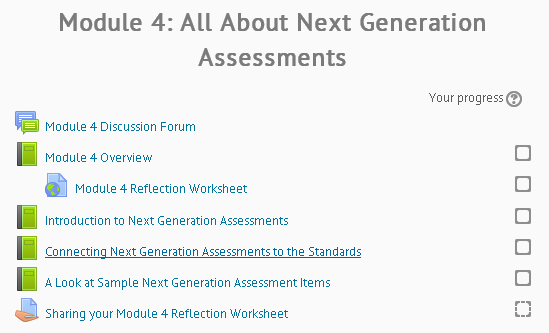 Module 4: All About Next Generation
Assessments
Your progress ?
Module 4 Discussion Forum
Module 4 Overview
Module 4 Reflection Worksheet
Introduction to Next Generation Assessments
Connecting Next Generation Assessments to the Standards
A Look at Sample Next Generation Assessment Items
Sharing your Module 4 Reflection Worksheet